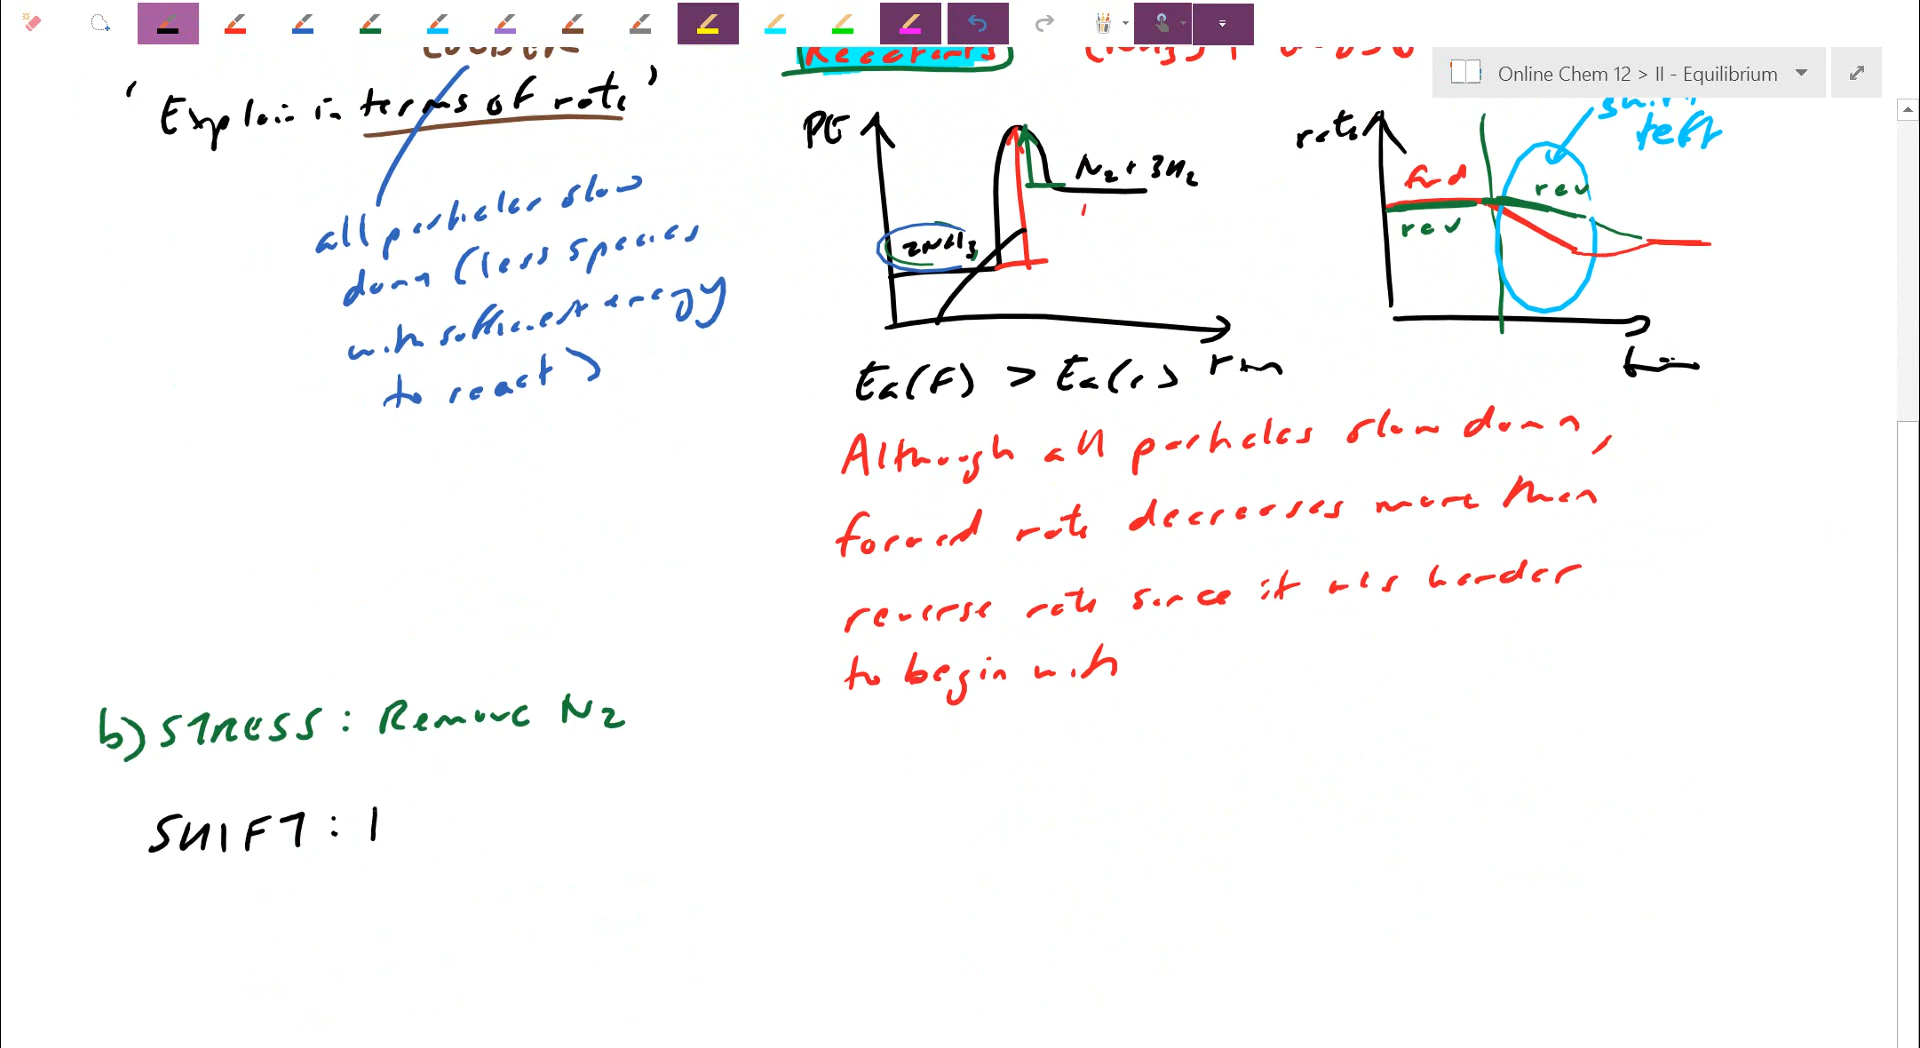 Reactants
Online Chem 12 > II - Equilibrium
'Explain in terms of rate'
all particles slow
down (less species
with sufficient energy
to react)
PE
N2 + 3H2
2NH3
rxn
Ea(f) > Ea(r)
rate
shift
left
fwd
rev
rev
time
Although all particles slow down,
forward rate decreases more than
reverse rate since it was harder
to begin with
b) STRESS: Remove N2
SHIFT: 1